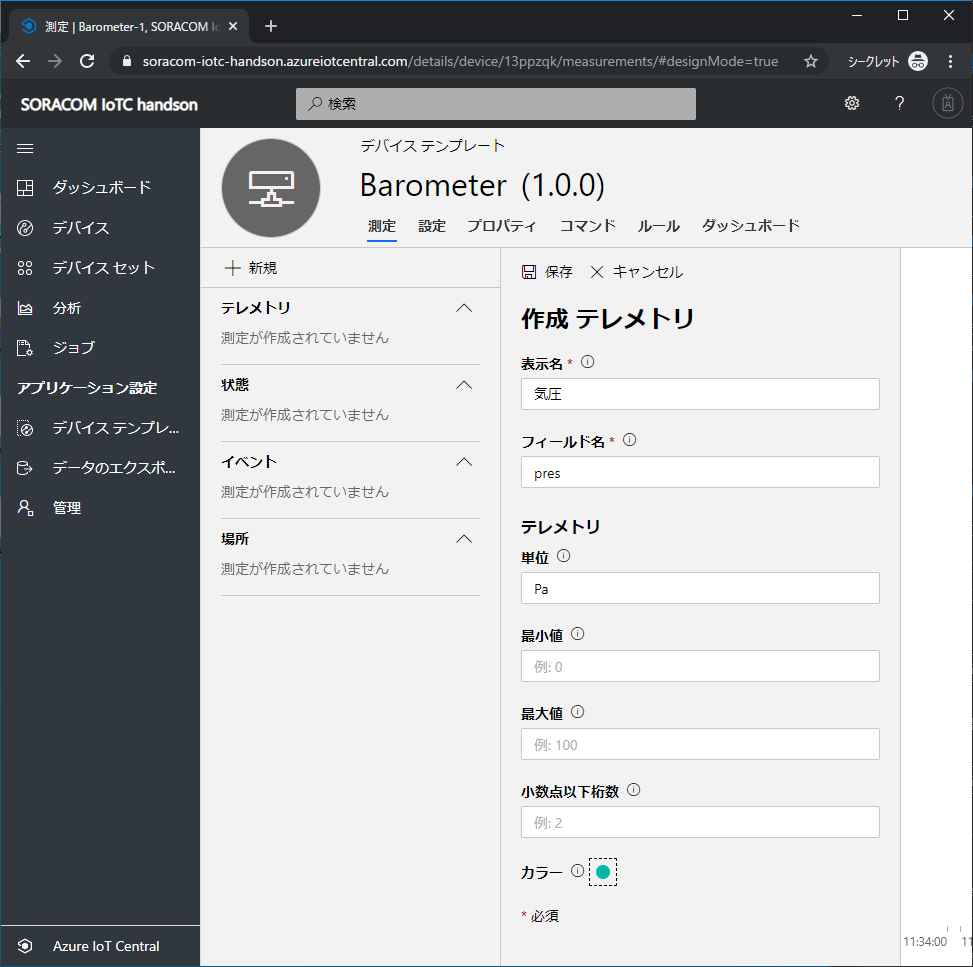 測定 | Barometer-1, SORACOM Io
soracom-iotc-handson.azureiotcentral.com/details/device/13ppzqk/measurements/#designMode=true
シークレット
SORACOM IoTC handson
検索
?
ダッシュボード
デバイス
デバイス セット
分析
ジョブ
アプリケーション設定
デバイス テンプレ...
データのエクスポ...
管理
Azure IoT Central
デバイス テンプレート
Barometer (1.0.0)
測定 設定 プロパティ コマンド ルール ダッシュボード
新規
テレメトリ
測定が作成されていません
状態
測定が作成されていません
イベント
測定が作成されていません
場所
測定が作成されていません
保存 キャンセル
作成 テレメトリ
表示名 *
気圧
フィールド名 *
pres
テレメトリ
単位
Pa
最小値
例: 0
最大値
例: 100
小数点以下桁数
例: 2
カラー
* 必須
11:34:00 11